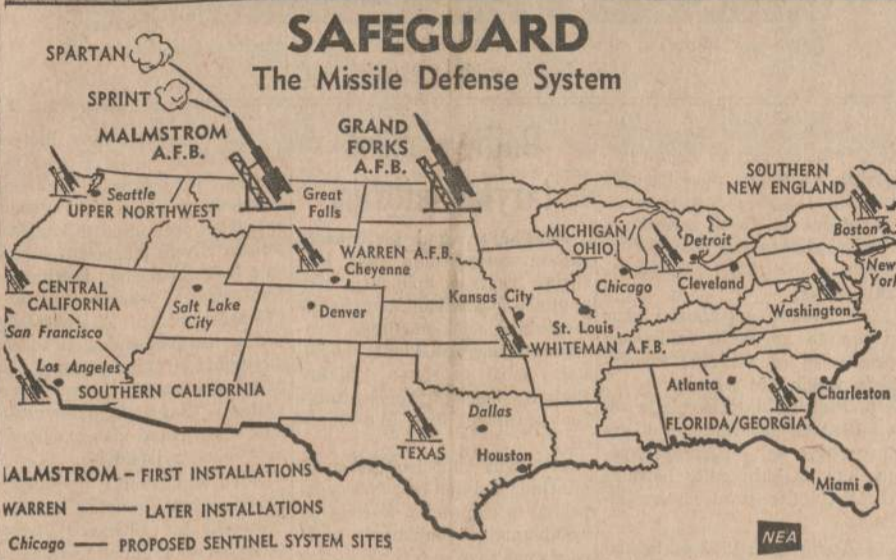 SAFEGUARD
The Missile Defense System
SPARTAN
SPRINT
MALMSTROM
A.F.B.
GRAND
FORKS
A.F.B.
SOUTHERN
NEW ENGLAND
Seattle
UPPER NORTHWEST
Great
Falls
Boston
MICHIGAN/
OHIO
Detroit
WARREN A.F.B.
Cheyenne
New
York
CENTRAL
CALIFORNIA
Chicago
Cleveland
Kansas City
Salt Lake
City
Denver
Washington
San Francisco
St. Louis
WHITEMAN A.F.B.
Los Angeles
SOUTHERN CALIFORNIA
Atlanta
Charleston
Dallas
FLORIDA/GEORGIA
TEXAS
Houston
Miami
ALMSTROM – FIRST INSTALLATIONS
WARREN — LATER INSTALLATIONS
Chicago — PROPOSED SENTINEL SYSTEM SITES
NEA